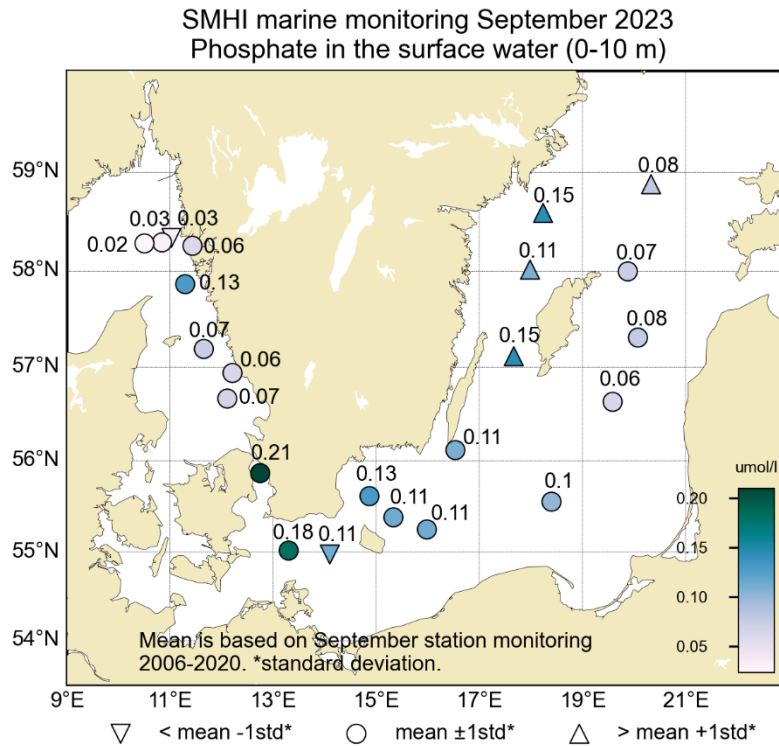 SMHI marine monitoring September 2023
Phosphate in the surface water (0-10 m)
59°N
58°N
57°N
56°N
55°N
54°N
0.08
0.15
0.03 0.03
0.02
0.06
0.11
0.07
0.13
0.07
0.08
0.15
0.06
0.07
0.06
0.11
0.21
0.13
0.1
0.11
0.11
0.18
0.11
umol/l
0.20
0.15
0.10
0.05
Mean is based on September station monitoring
2006-2020. *standard deviation.
9°E 11°E 13°E 15°E 17°E 19°E 21°E
< mean -1std* mean ±1std* > mean +1std*